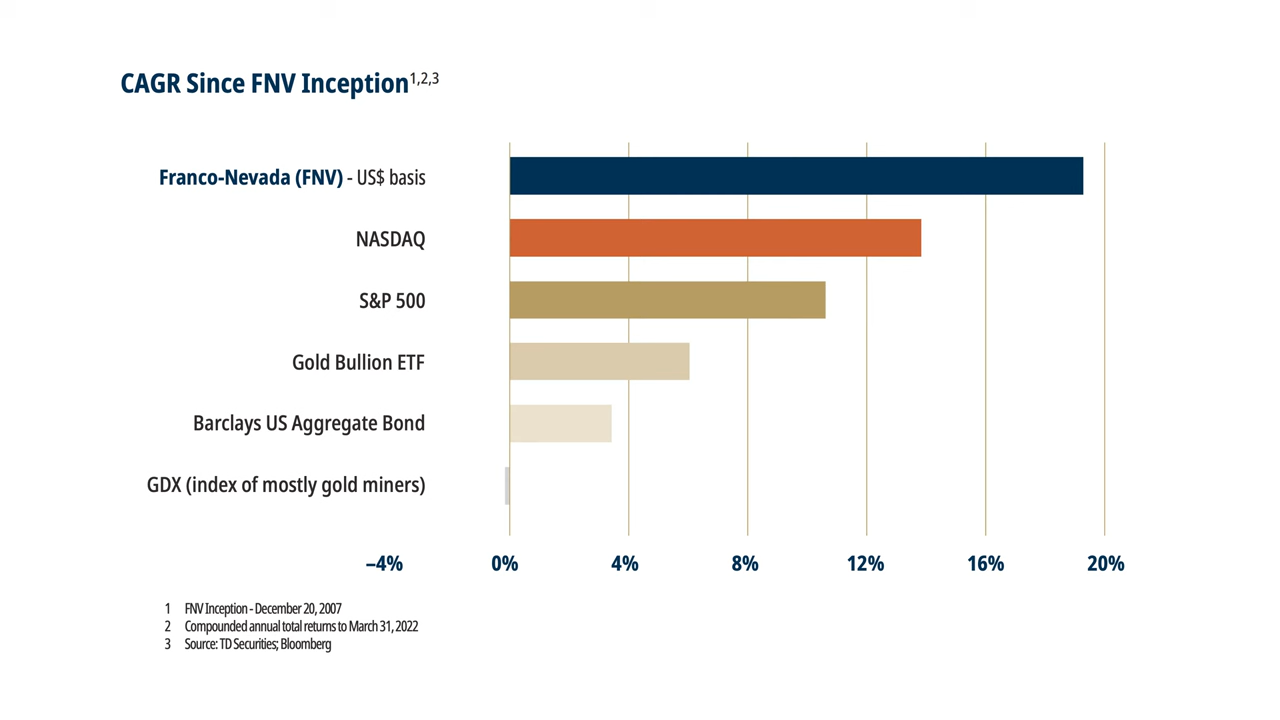 CAGR Since FNV Inception1,2,3
Franco-Nevada (FNV) - US$ basis
NASDAQ
S&P 500
Gold Bullion ETF
Barclays US Aggregate Bond
GDX (index of mostly gold miners)
–4% 0% 4% 8% 12% 16% 20%
1 FNV Inception - December 20, 2007
2 Compounded annual total returns to March 31, 2022
3 Source: TD Securities; Bloomberg